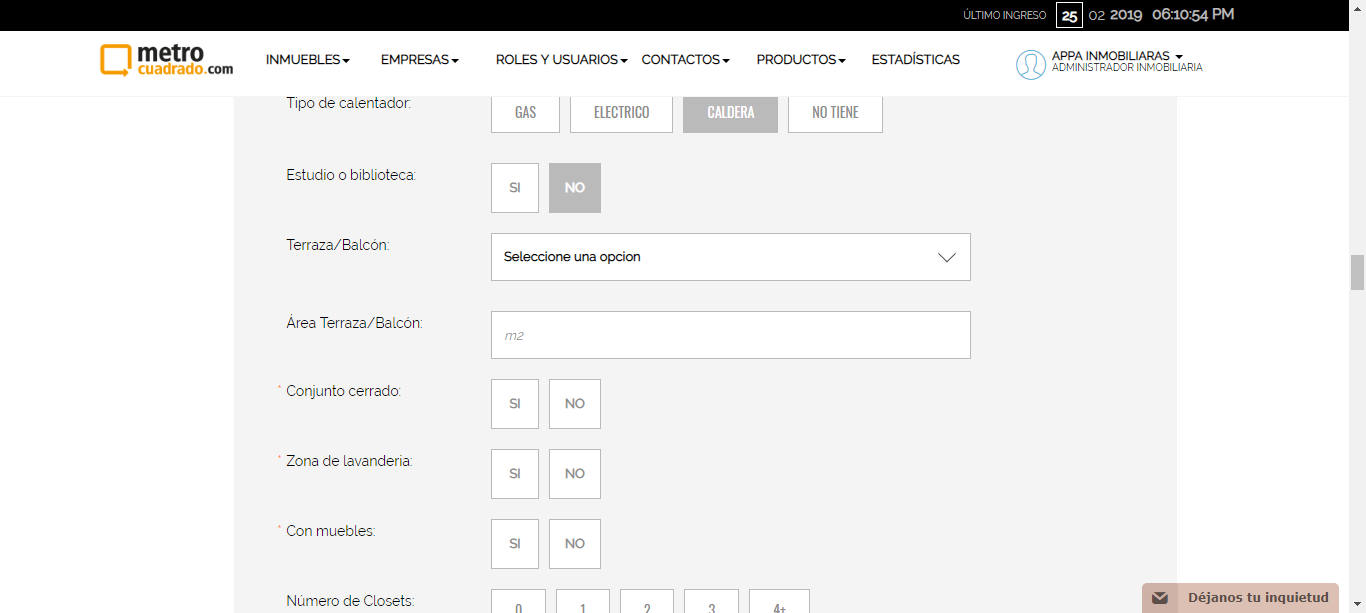 ÚLTIMO INGRESO 25 02 2019 06:10:54 PM
metro
cuadrado.com
INMUEBLES EMPRESAS ROLES Y USUARIOS CONTACTOS PRODUCTOS ESTADÍSTICAS
APPA INMOBILIARAS
ADMINISTRADOR INMOBILIARIA
Tipo de calentador: GAS ELECTRICO CALDERA NO TIENE
Estudio o biblioteca: SI NO
Terraza/Balcón: Seleccione una opcion
Área Terraza/Balcón: m2
* Conjunto cerrado: SI NO
* Zona de lavanderia: SI NO
* Con muebles: SI NO
Número de Closets: 0 1 2 3 4+
Déjanos tu inquietud